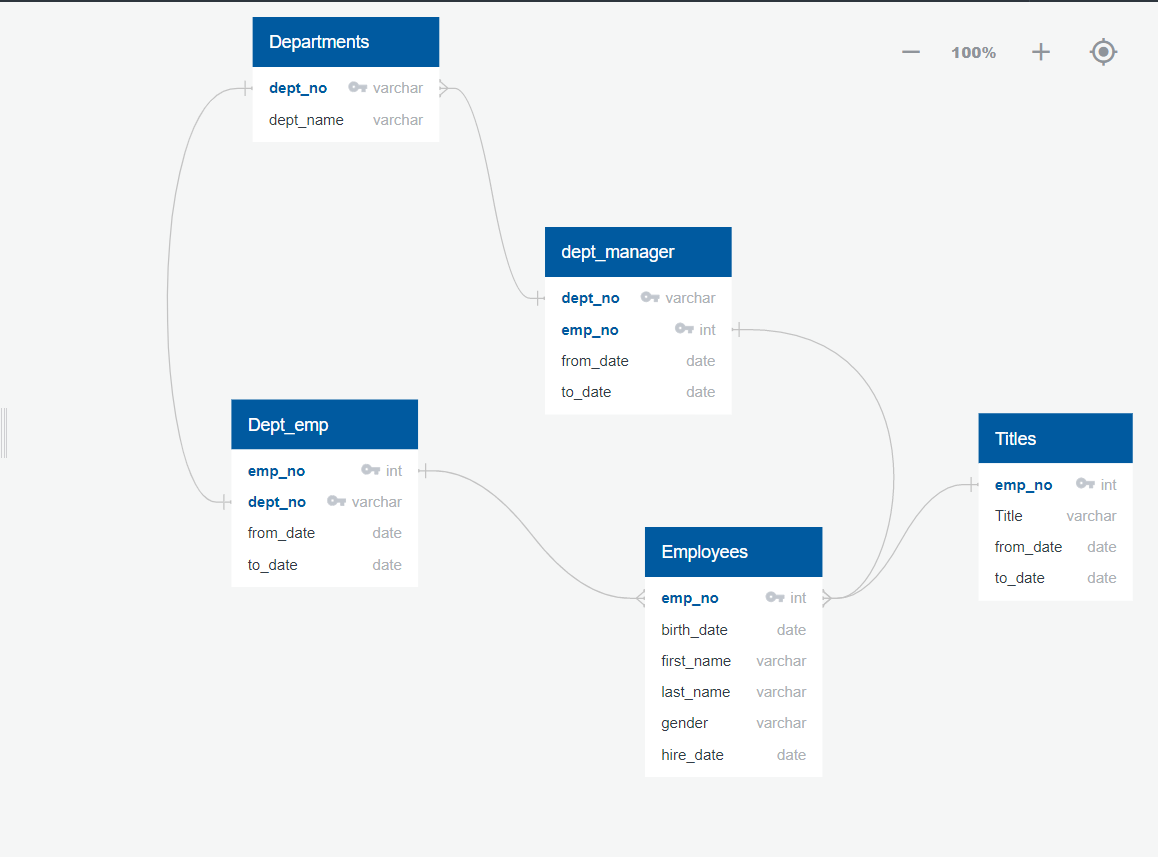 Departments
dept_no varchar
dept_name varchar
100%
dept_manager
dept_no varchar
emp_no int
from_date date
to_date date
Dept_emp
emp_no int
dept_no varchar
from_date date
to_date date
Titles
emp_no int
Title varchar
from_date date
to_date date
Employees
emp_no int
birth_date date
first_name varchar
last_name varchar
gender varchar
hire_date date